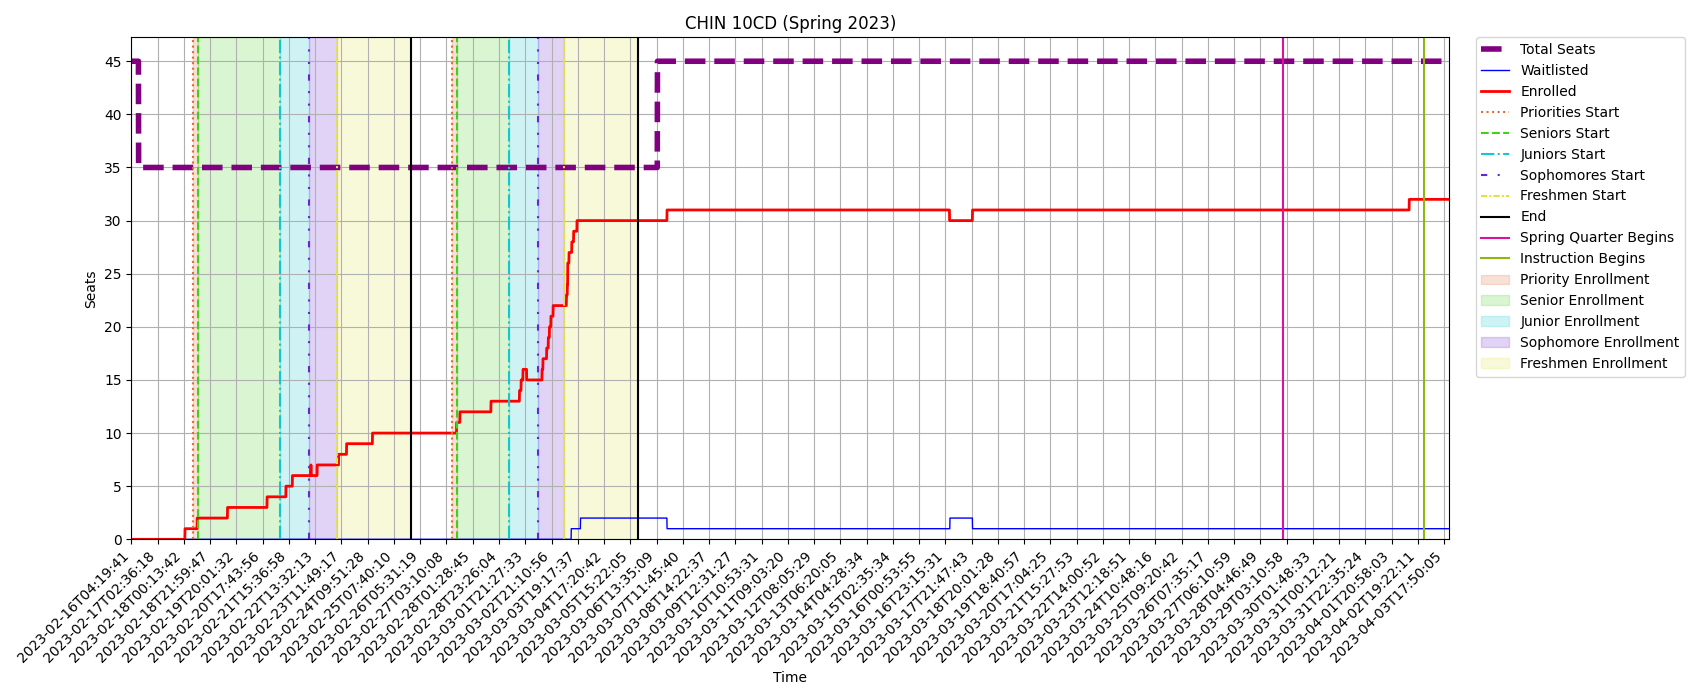 CHIN 10CD (Spring 2023)
Seats
45
40
35
30
25
20
15
10
5
0
2023-02-16T04:19:41
2023-02-17T02:36:18
2023-02-18T00:13:42
2023-02-18T21:59:47
2023-02-19T20:01:32
2023-02-20T17:43:56
2023-02-21T15:36:58
2023-02-22T13:32:13
2023-02-23T11:49:17
2023-02-24T09:51:28
2023-02-25T07:40:10
2023-02-26T05:31:19
2023-02-27T03:10:08
2023-02-28T01:28:45
2023-02-28T23:26:04
2023-03-01T21:27:33
2023-03-02T21:10:56
2023-03-03T19:17:37
2023-03-04T17:20:42
2023-03-05T15:22:05
2023-03-06T13:35:09
2023-03-07T11:45:40
2023-03-08T14:22:37
2023-03-09T12:31:27
2023-03-10T10:53:31
2023-03-11T09:03:20
2023-03-12T08:05:29
2023-03-13T06:20:05
2023-03-14T04:28:34
2023-03-15T02:35:34
2023-03-16T00:53:55
2023-03-16T23:15:31
2023-03-17T21:47:43
2023-03-18T20:01:28
2023-03-19T18:40:57
2023-03-20T17:04:25
2023-03-21T15:27:53
2023-03-22T14:00:52
2023-03-23T12:18:51
2023-03-24T10:48:16
2023-03-25T09:20:42
2023-03-26T07:35:17
2023-03-27T06:10:59
2023-03-28T04:46:49
2023-03-29T03:10:58
2023-03-30T01:48:33
2023-03-31T00:12:21
2023-03-31T22:35:24
2023-04-01T20:58:03
2023-04-02T19:22:11
2023-04-03T17:50:05
Time
Total Seats
Waitlisted
Enrolled
Priorities Start
Seniors Start
Juniors Start
Sophomores Start
Freshmen Start
End
Spring Quarter Begins
Instruction Begins
Priority Enrollment
Senior Enrollment
Junior Enrollment
Sophomore Enrollment
Freshmen Enrollment